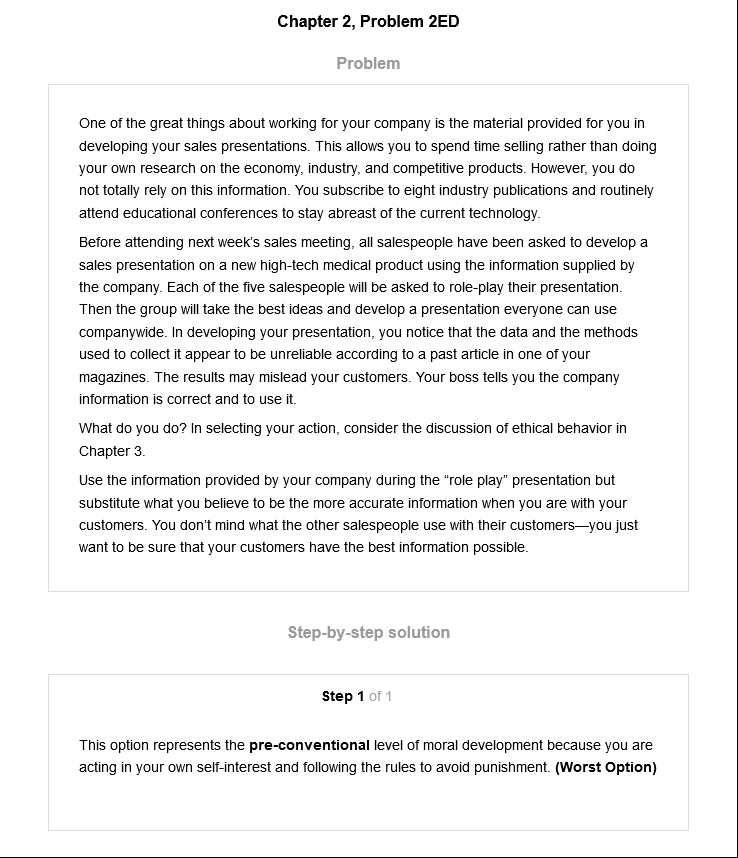 Chapter 2, Problem 2ED
Problem
One of the great things about working for your company is the material provided for you in
developing your sales presentations. This allows you to spend time selling rather than doing
your own research on the economy, industry, and competitive products. However, you do
not totally rely on this information. You subscribe to eight industry publications and routinely
attend educational conferences to stay abreast of the current technology.
Before attending next week’s sales meeting, all salespeople have been asked to develop a
sales presentation on a new high-tech medical product using the information supplied by
the company. Each of the five salespeople will be asked to role-play their presentation.
Then the group will take the best ideas and develop a presentation everyone can use
companywide. In developing your presentation, you notice that the data and the methods
used to collect it appear to be unreliable according to a past article in one of your
magazines. The results may mislead your customers. Your boss tells you the company
information is correct and to use it.
What do you do? In selecting your action, consider the discussion of ethical behavior in
Chapter 3.
Use the information provided by your company during the “role play” presentation but
substitute what you believe to be the more accurate information when you are with your
customers. You don’t mind what the other salespeople use with their customers—you just
want to be sure that your customers have the best information possible.
Step-by-step solution
Step 1 of 1
This option represents the pre-conventional level of moral development because you are
acting in your own self-interest and following the rules to avoid punishment. (Worst Option)